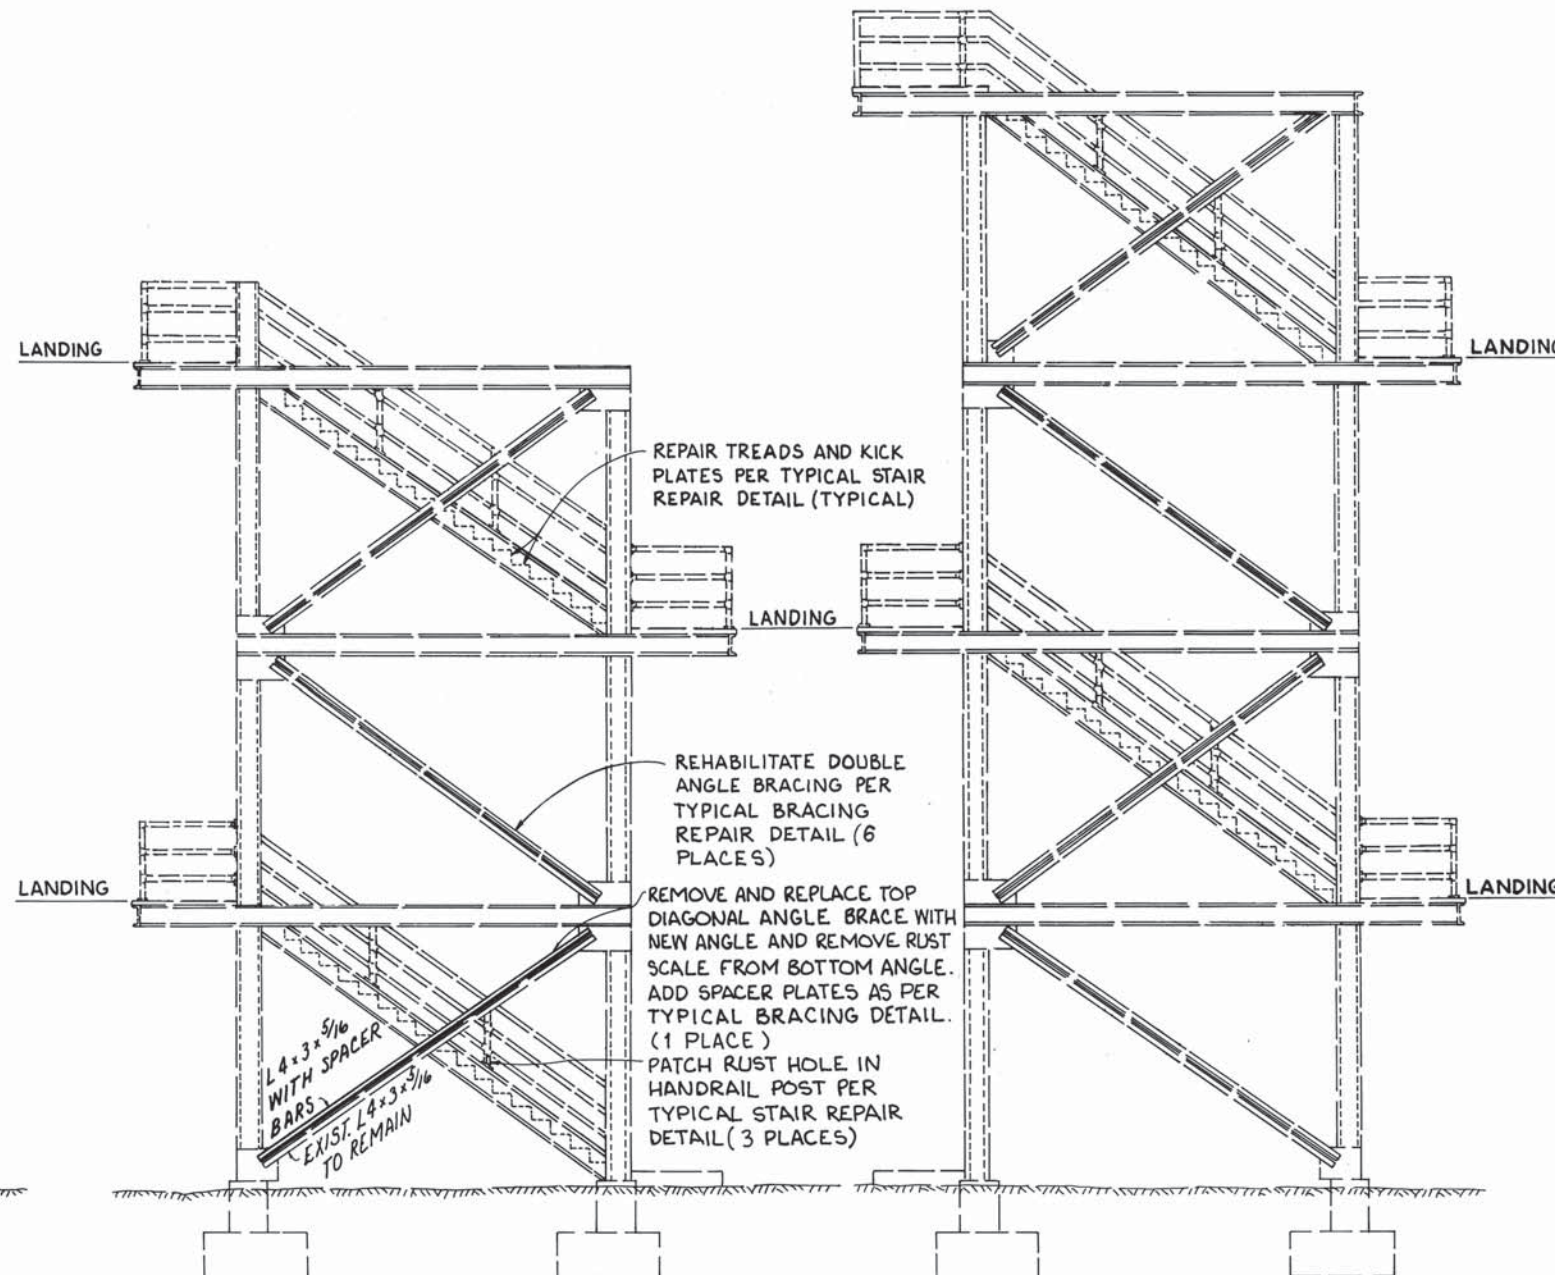 LANDING
LANDING
REPAIR TREADS AND KICK
PLATES PER TYPICAL STAIR
REPAIR DETAIL (TYPICAL)
LANDING
REHABILITATE DOUBLE
ANGLE BRACING PER
TYPICAL BRACING
REPAIR DETAIL (6
PLACES)
LANDING
LANDING
REMOVE AND REPLACE TOP
DIAGONAL ANGLE BRACE WITH
NEW ANGLE AND REMOVE RUST
SCALE FROM BOTTOM ANGLE.
ADD SPACER PLATES AS PER
TYPICAL BRACING DETAIL.
(1 PLACE)
PATCH RUST HOLE IN
HANDRAIL POST PER
TYPICAL STAIR REPAIR
DETAIL (3 PLACES)
L4x3x5/16
WITH SPACER
BARS
EXIST. L4x3x5/16
TO REMAIN